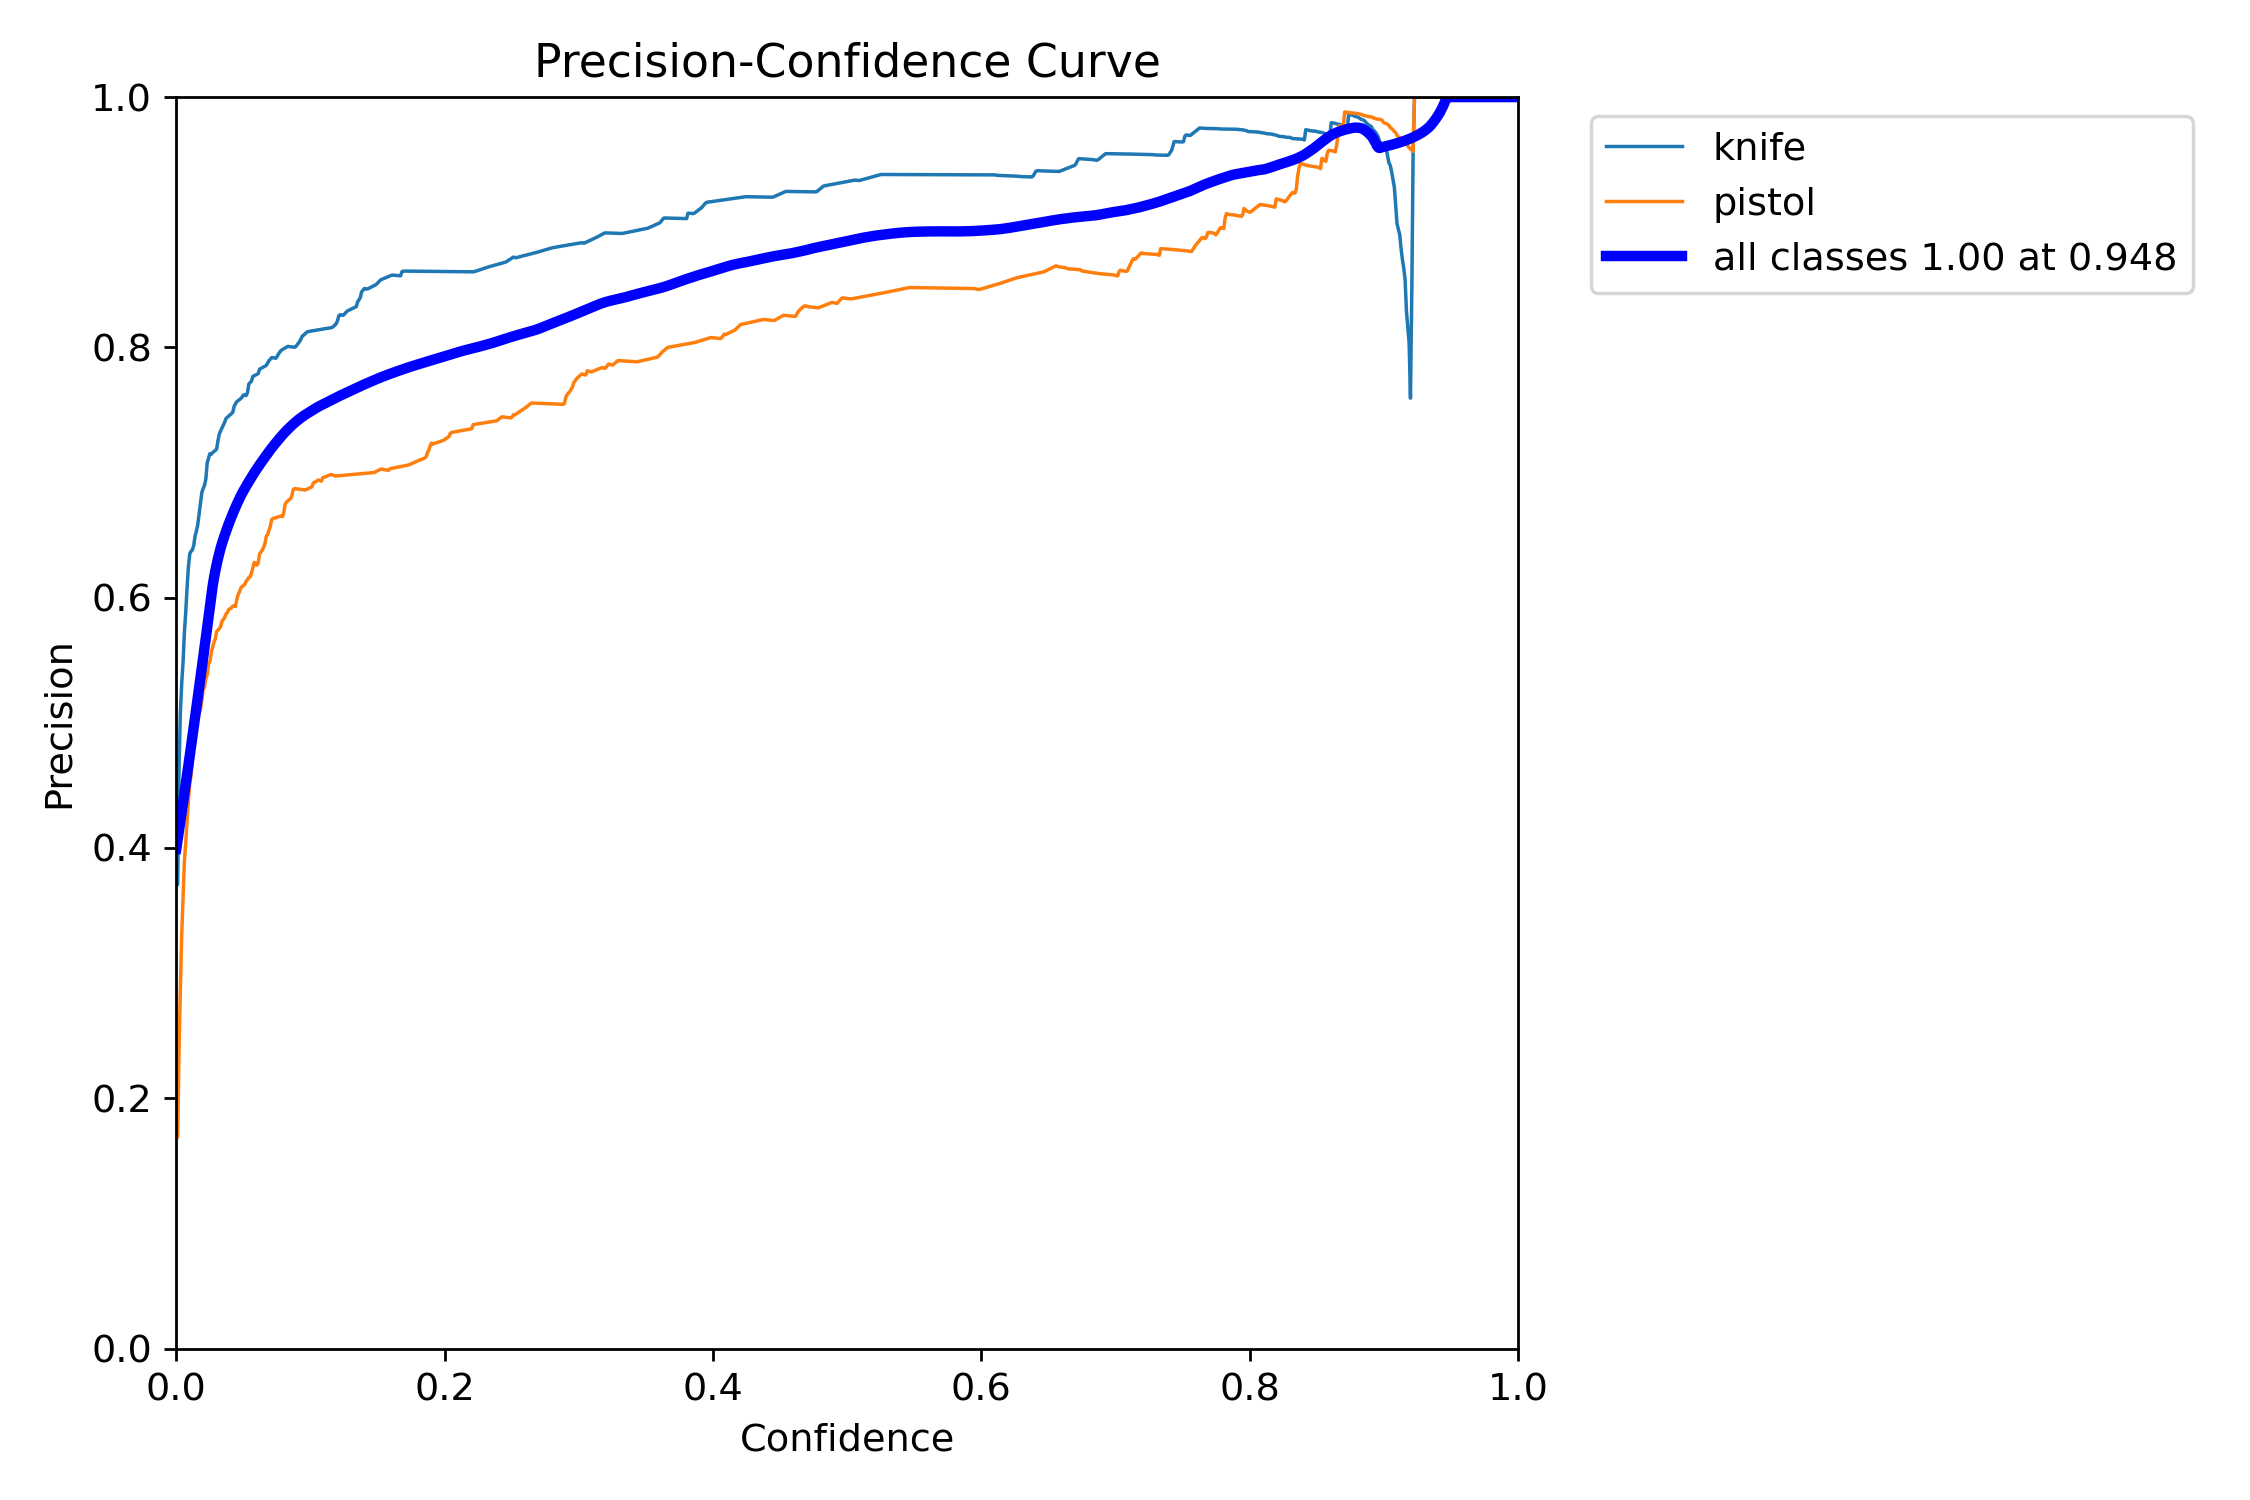 Precision-Confidence Curve
1.0
0.8
0.6
0.4
0.2
0.0
Precision
0.0 0.2 0.4 0.6 0.8 1.0
Confidence
knife
pistol
all classes 1.00 at 0.948